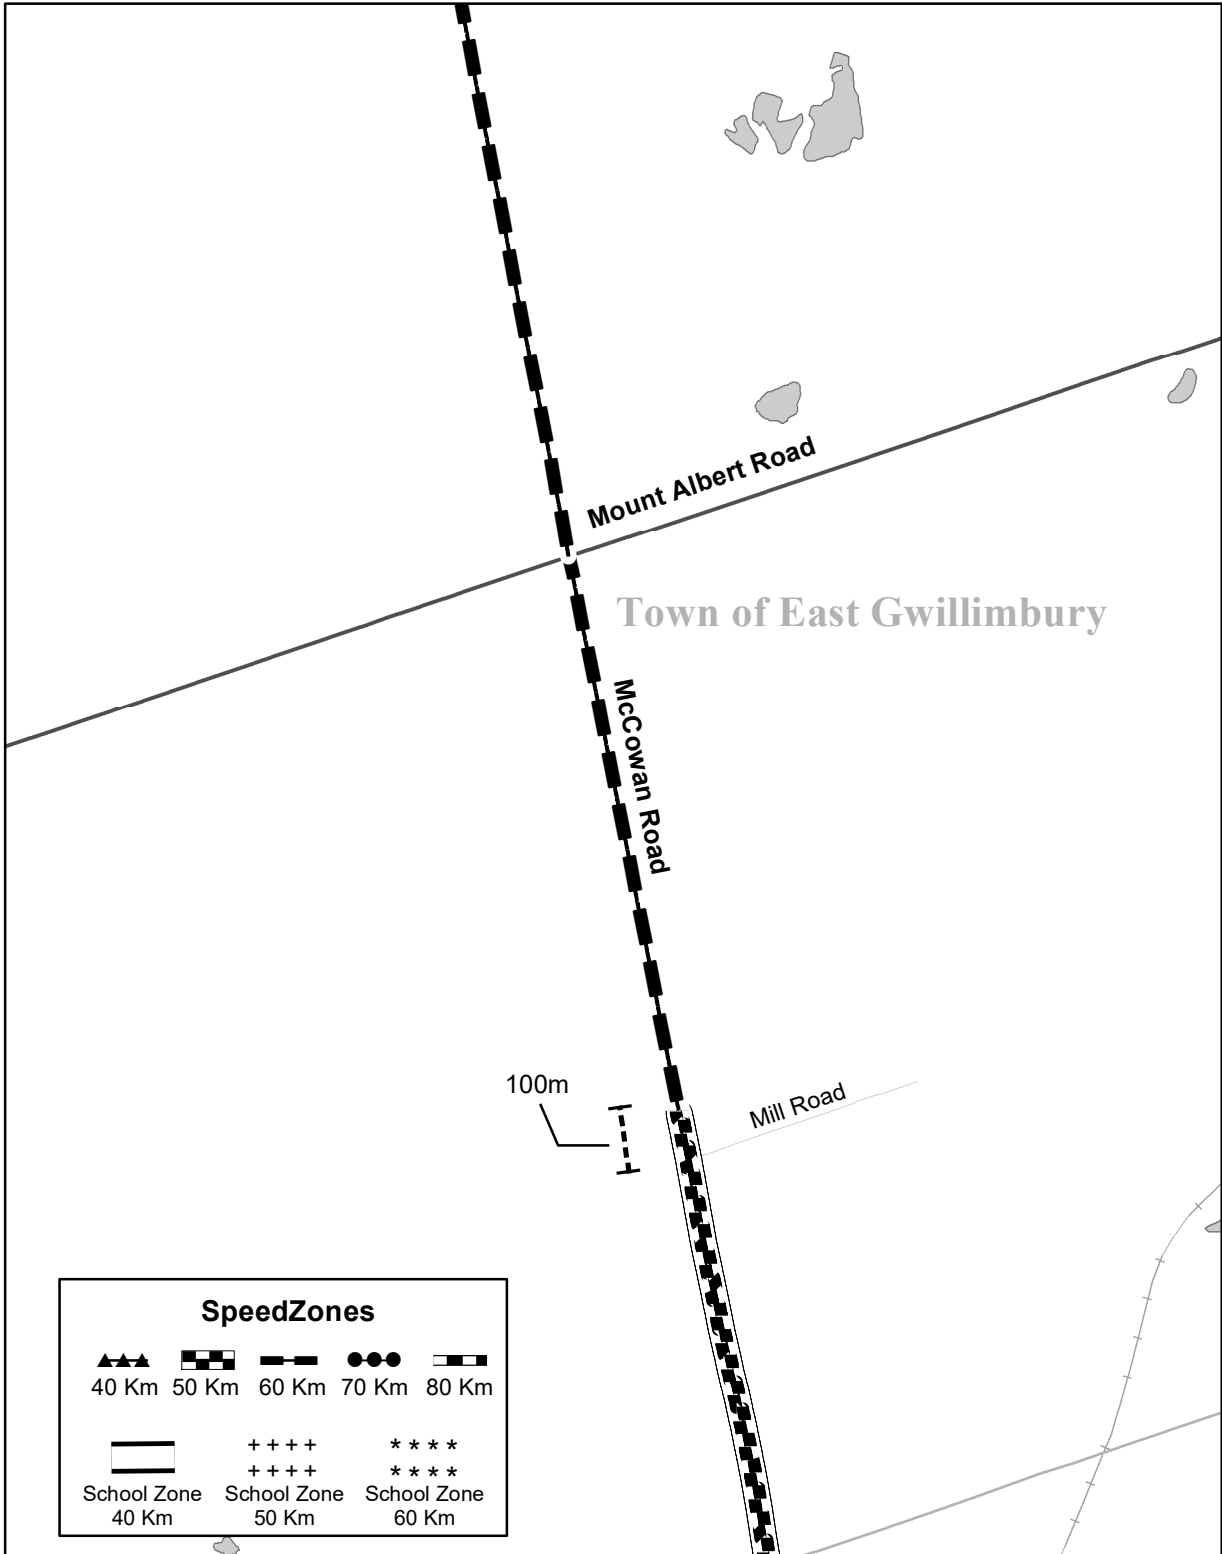 Mount Albert Road
Town of East Gwillimbury
McCowan Road
100m
Mill Road
SpeedZones
40 Km 50 Km 60 Km 70 Km 80 Km
School Zone School Zone School Zone
40 Km 50 Km 60 Km